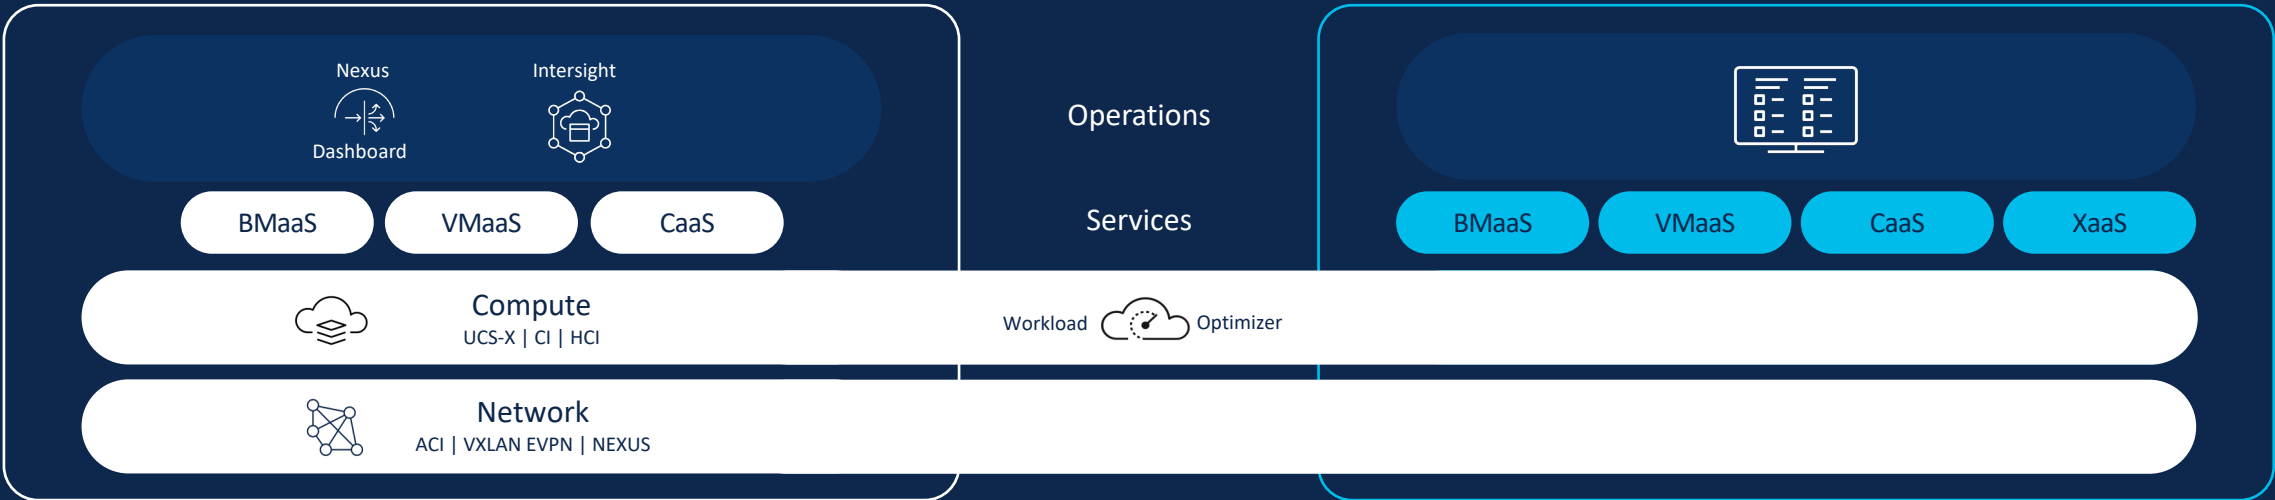 Nexus
Dashboard
Intersight
Operations
BMaaS
VMaaS
CaaS
Services
BMaaS
VMaaS
CaaS
XaaS
Compute
UCS-X | CI | HCI
Workload
Optimizer
Network
ACI | VXLAN EVPN | NEXUS